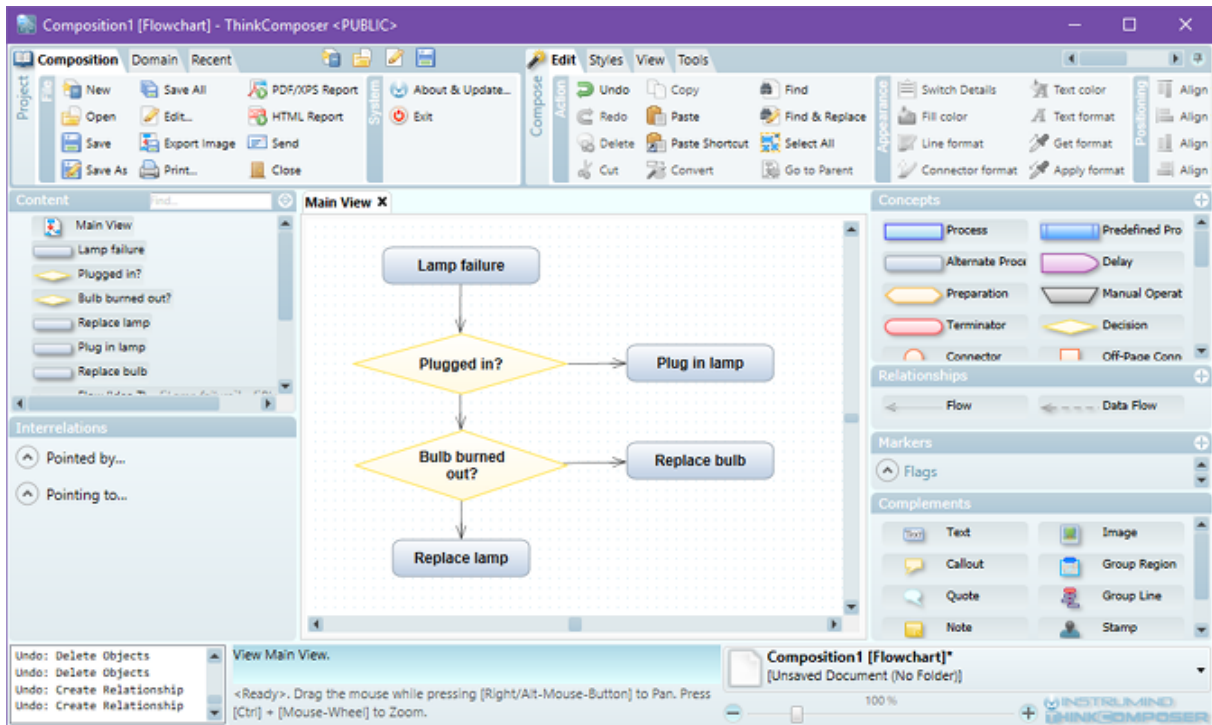 Composition1 [Flowchart] - ThinkComposer <PUBLIC>
Composition Domain Recent
Edit Styles View Tools
Project
File
New
Save All
PDF/XPS Report
Open
Edit...
HTML Report
Save
Export Image
Send
Save As
Print...
Close
System
About & Update...
Exit
Compose
Action
Undo
Copy
Find
Redo
Paste
Find & Replace
Delete
Paste Shortcut
Select All
Cut
Convert
Go to Parent
Appearance
Switch Details
Text color
Fill color
Text format
Line format
Get format
Connector format
Apply format
Positioning
Align
Align
Align
Align
Content
Find...
Main View
Lamp failure
Plugged in?
Bulb burned out?
Replace lamp
Plug in lamp
Replace bulb
Interrelations
Pointed by...
Pointing to...
Main View X
Lamp failure
Plugged in?
Plug in lamp
Bulb burned
out?
Replace bulb
Replace lamp
Concepts
Process
Predefined Pro
Alternate Proce
Delay
Preparation
Manual Operat
Terminator
Decision
Connector
Off-Page Conn
Relationships
Flow
Data Flow
Markers
Flags
Complements
Text
Text
Image
Callout
Group Region
Quote
Group Line
Note
Stamp
Undo: Delete Objects
Undo: Delete Objects
Undo: Create Relationship
Undo: Create Relationship
View Main View.
<Ready>. Drag the mouse while pressing [Right/Alt-Mouse-Button] to Pan. Press
[Ctrl] + [Mouse-Wheel] to Zoom.
Composition1 [Flowchart]*
[Unsaved Document (No Folder)]
100 %
INSTRUMIND
THINKCOMPOSER